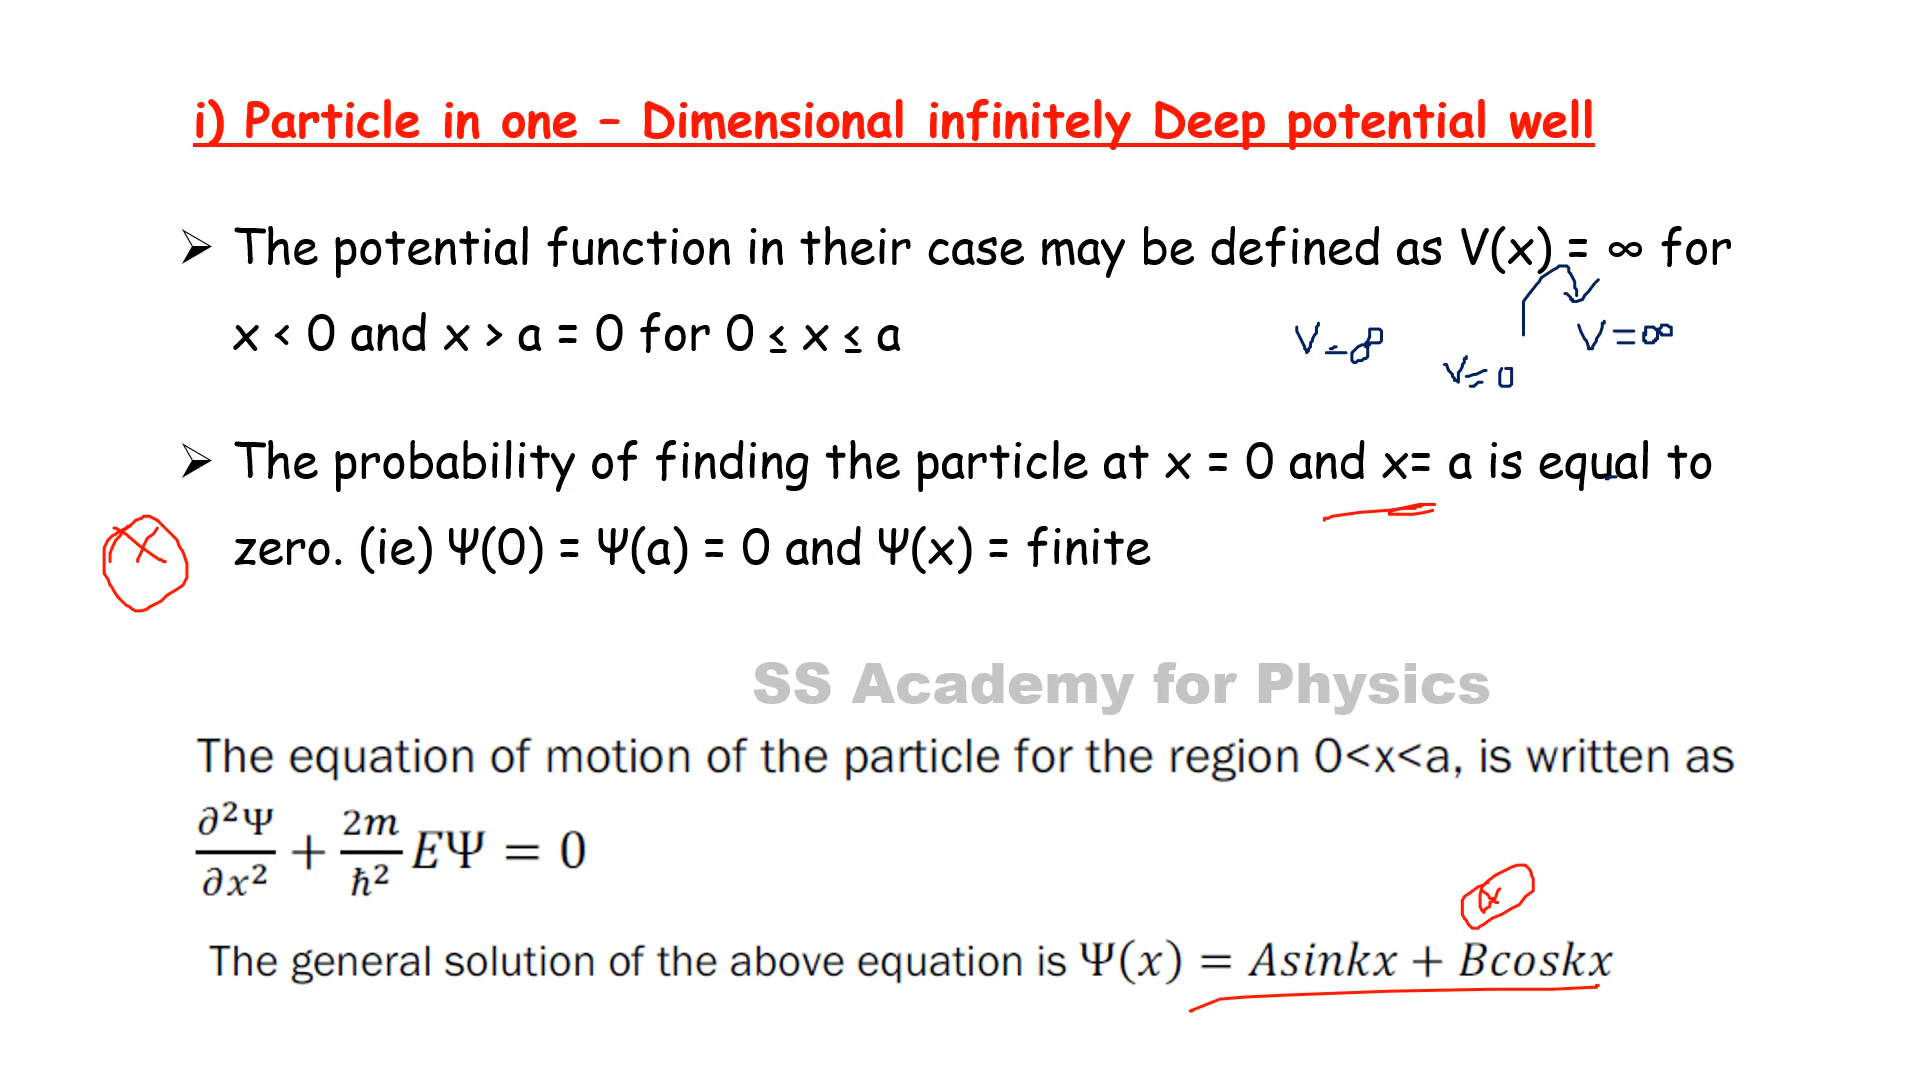 i) Particle in one – Dimensional infinitely Deep potential well
➢ The potential function in their case may be defined as V(x) = ∞ for
x < 0 and x > a = 0 for 0 ≤ x ≤ a
V=∞
V=0
V=∞
➢ The probability of finding the particle at x = 0 and x= a is equal to
zero. (ie) Ψ(0) = Ψ(a) = 0 and Ψ(x) = finite
SS Academy for Physics
The equation of motion of the particle for the region 0<x<a, is written as
∂²Ψ/∂x² + 2m/ħ² EΨ = 0
The general solution of the above equation is Ψ(x) = Asinkx + Bcoskx